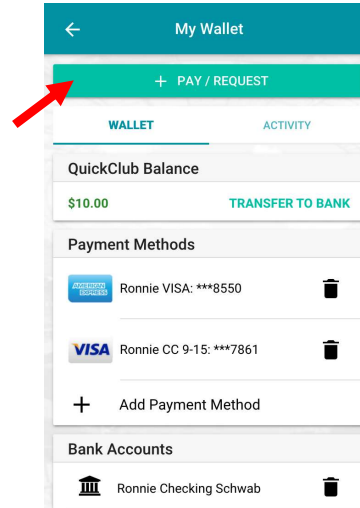 My Wallet
+ PAY / REQUEST
WALLET ACTIVITY
QuickClub Balance
$10.00 TRANSFER TO BANK
Payment Methods
AMERICAN
EXPRESS
Ronnie VISA: ***8550
VISA Ronnie CC 9-15: ***7861
+ Add Payment Method
Bank Accounts
Ronnie Checking Schwab